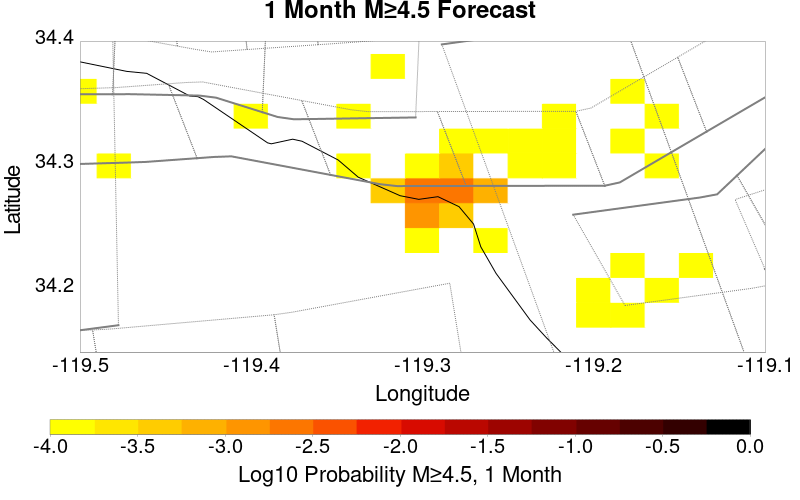 1 Month M≥4.5 Forecast
34.4
34.3
34.2
Latitude
-119.5 -119.4 -119.3 -119.2 -119.1
Longitude
-4.0 -3.5 -3.0 -2.5 -2.0 -1.5 -1.0 -0.5 0.0
Log10 Probability M≥4.5, 1 Month